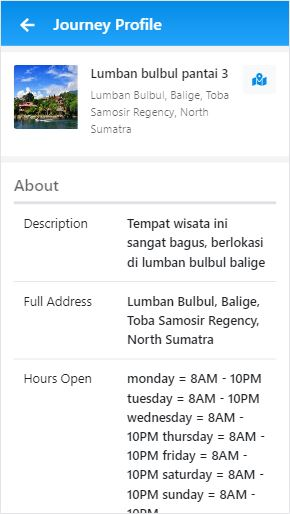 Journey Profile
Lumban bulbul pantai 3
Lumban Bulbul, Balige, Toba
Samosir Regency, North
Sumatra
About
Description
Tempat wisata ini
sangat bagus, berlokasi
di lumban bulbul balige
Full Address
Lumban Bulbul, Balige,
Toba Samosir Regency,
North Sumatra
Hours Open
monday = 8AM - 10PM
tuesday = 8AM - 10PM
wednesday = 8AM -
10PM thursday = 8AM -
10PM friday = 8AM -
10PM saturday = 8AM -
10PM sunday = 8AM -
10PM